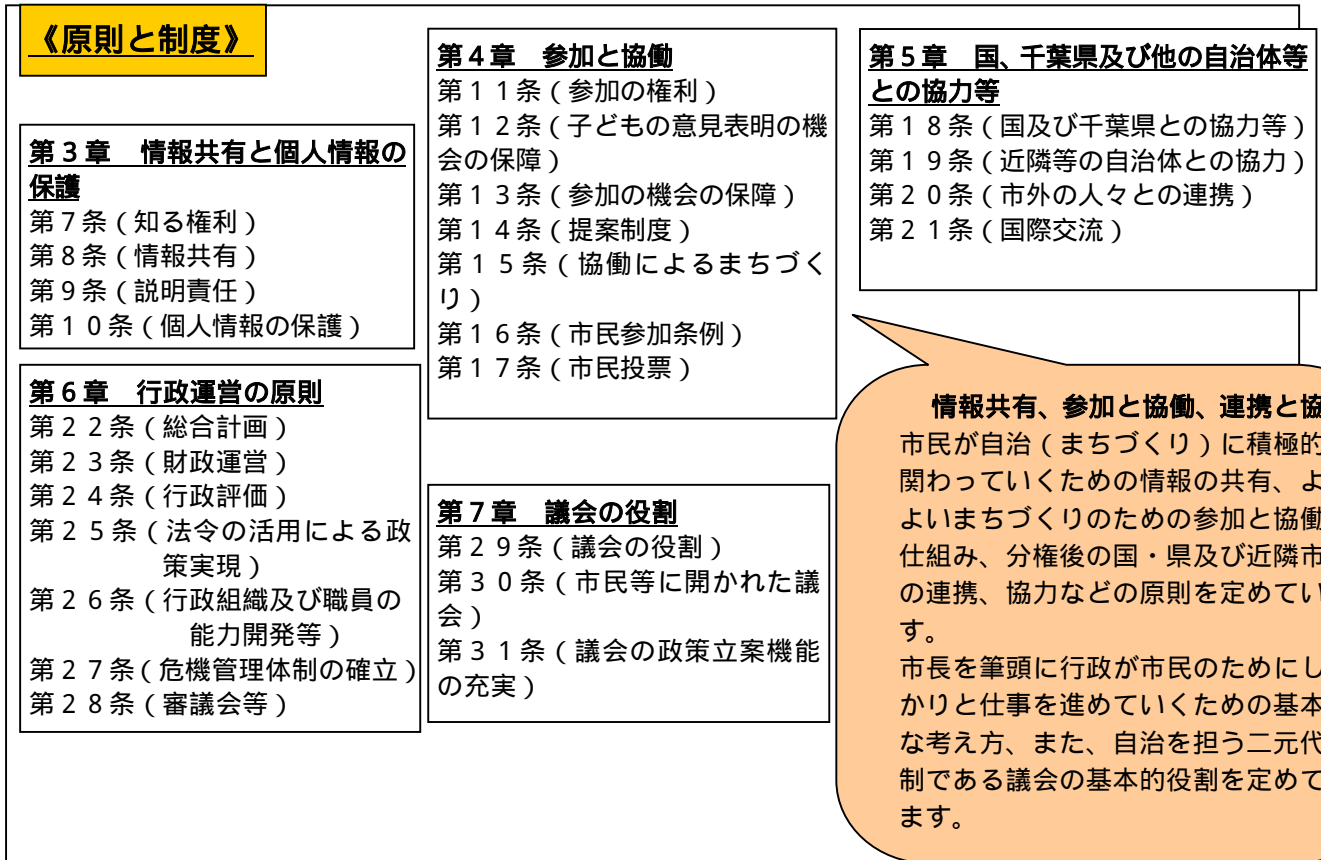 《原則と制度》
第３章　情報共有と個人情報の
保護
第７条（知る権利）
第８条（情報共有）
第９条（説明責任）
第１０条（個人情報の保護）
第４章　参加と協働
第１１条（参加の権利）
第１２条（子どもの意見表明の機
会の保障）
第１３条（参加の機会の保障）
第１４条（提案制度）
第１５条（協働によるまちづく
り）
第１６条（市民参加条例）
第１７条（市民投票）
第５章　国、千葉県及び他の自治体等
との協力等
第１８条（国及び千葉県との協力等）
第１９条（近隣等の自治体との協力）
第２０条（市外の人々との連携）
第２１条（国際交流）
第６章　行政運営の原則
第２２条（総合計画）
第２３条（財政運営）
第２４条（行政評価）
第２５条（法令の活用による政
策実現）
第２６条（行政組織及び職員の
能力開発等）
第２７条（危機管理体制の確立）
第２８条（審議会等）
第７章　議会の役割
第２９条（議会の役割）
第３０条（市民等に開かれた議
会）
第３１条（議会の政策立案機能
の充実）
情報共有、参加と協働、連携と協
市民が自治（まちづくり）に積極的
関わっていくための情報の共有、よ
よいまちづくりのための参加と協働
仕組み、分権後の国・県及び近隣市
の連携、協力などの原則を定めてい
す。
市長を筆頭に行政が市民のためにし
かりと仕事を進めていくための基本
な考え方、また、自治を担う二元代
制である議会の基本的役割を定めて
ます。